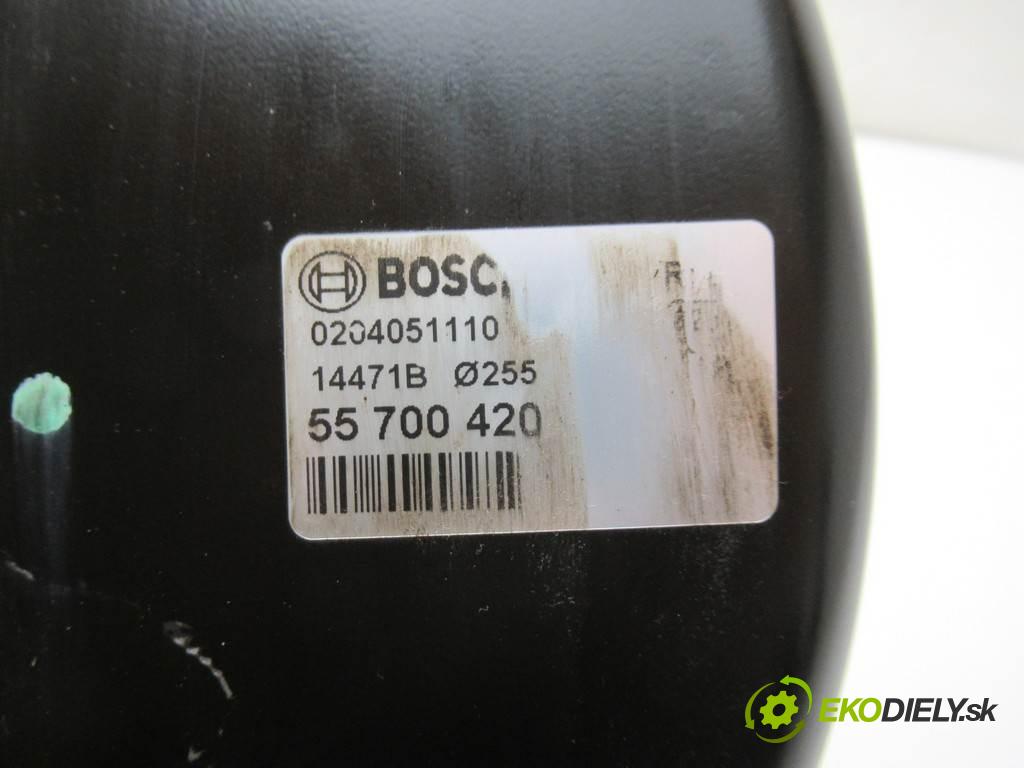 BOSC
0204051110
14471B Ø255
55 700 420
EKODIELY.sk